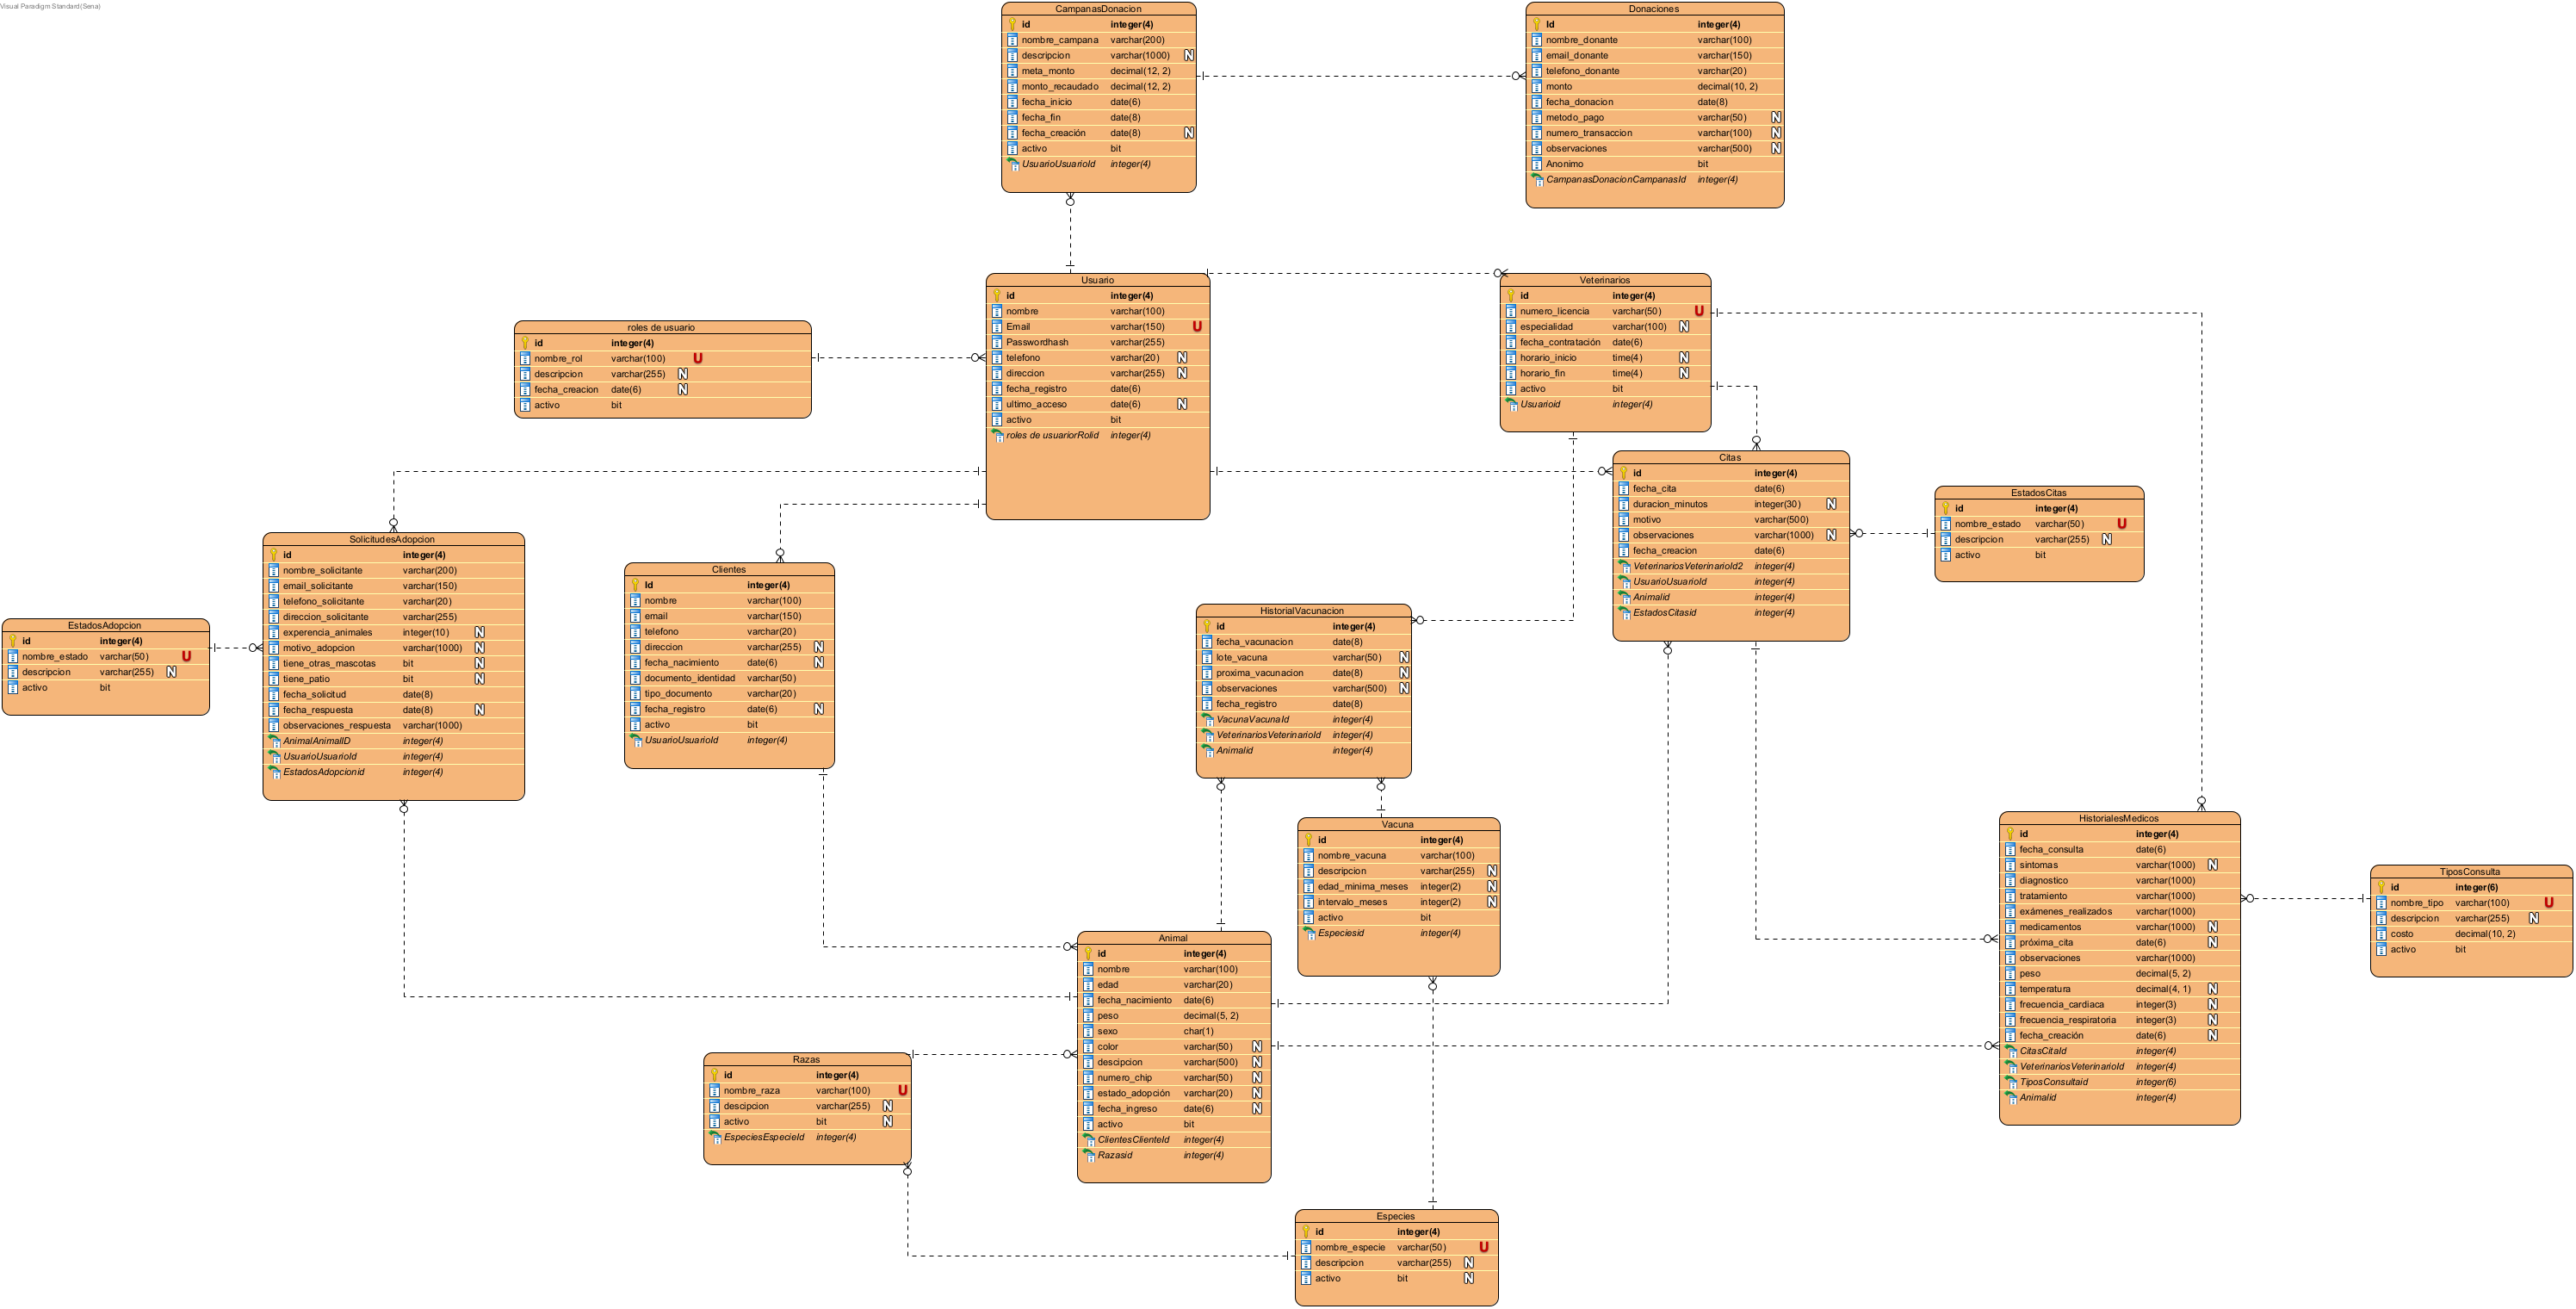 Visual Paradigm Standard(Sena)
CampanasDonacion
id integer(4)
nombre_campana varchar(200)
descripcion varchar(1000) N
meta_monto decimal(12, 2)
monto_recaudado decimal(12, 2)
fecha_inicio date(6)
fecha_fin date(8)
fecha_creación date(8) N
activo bit
UsuarioUsuarioId integer(4)
Donaciones
Id integer(4)
nombre_donante varchar(100)
email_donante varchar(150)
telefono_donante varchar(20)
monto decimal(10, 2)
fecha_donacion date(8)
metodo_pago varchar(50) N
numero_transaccion varchar(100) N
observaciones varchar(500) N
Anonimo bit
CampanasDonacionCampanasId integer(4)
Usuario
id integer(4)
nombre varchar(100)
Email varchar(150) U
Passwordhash varchar(255)
telefono varchar(20) N
direccion varchar(255) N
fecha_registro date(6)
ultimo_acceso date(6) N
activo bit
roles de usuariorRolid integer(4)
Veterinarios
id integer(4)
numero_licencia varchar(50) U
especialidad varchar(100) N
fecha_contratación date(6)
horario_inicio time(4) N
horario_fin time(4) N
activo bit
Usuarioid integer(4)
roles de usuario
id integer(4)
nombre_rol varchar(100) U
descripcion varchar(255) N
fecha_creacion date(6) N
activo bit
Citas
id integer(4)
fecha_cita date(6)
duracion_minutos integer(30) N
motivo varchar(500)
observaciones varchar(1000) N
fecha_creacion date(6)
VeterinariosVeterinarioId2 integer(4)
UsuarioUsuarioId integer(4)
Animalid integer(4)
EstadosCitasid integer(4)
EstadosCitas
id integer(4)
nombre_estado varchar(50) U
descripcion varchar(255) N
activo bit
SolicitudesAdopcion
id integer(4)
nombre_solicitante varchar(200)
email_solicitante varchar(150)
telefono_solicitante varchar(20)
direccion_solicitante varchar(255)
experencia_animales integer(10) N
motivo_adopcion varchar(1000) N
tiene_otras_mascotas bit N
tiene_patio bit N
fecha_solicitud date(8)
fecha_respuesta date(8) N
observaciones_respuesta varchar(1000)
AnimalAnimalID integer(4)
UsuarioUsuarioId integer(4)
EstadosAdopcionid integer(4)
Clientes
Id integer(4)
nombre varchar(100)
email varchar(150)
telefono varchar(20)
direccion varchar(255) N
fecha_nacimiento date(6) N
documento_identidad varchar(50)
tipo_documento varchar(20)
fecha_registro date(6) N
activo bit
UsuarioUsuarioId integer(4)
EstadosAdopcion
id integer(4)
nombre_estado varchar(50) U
descripcion varchar(255) N
activo bit
HistorialVacunacion
id integer(4)
fecha_vacunacion date(8)
lote_vacuna varchar(50) N
proxima_vacunacion date(8) N
observaciones varchar(500) N
fecha_registro date(8)
VacunaVacunaId integer(4)
VeterinariosVeterinarioId integer(4)
Animalid integer(4)
Vacuna
id integer(4)
nombre_vacuna varchar(100)
descripcion varchar(255) N
edad_minima_meses integer(2) N
intervalo_meses integer(2) N
activo bit
Especiesid integer(4)
HistorialesMedicos
id integer(4)
fecha_consulta date(6)
sintomas varchar(1000) N
diagnostico varchar(1000)
tratamiento varchar(1000)
exámenes_realizados varchar(1000)
medicamentos varchar(1000) N
próxima_cita date(6) N
observaciones varchar(1000)
peso decimal(5, 2)
temperatura decimal(4, 1) N
frecuencia_cardiaca integer(3) N
frecuencia_respiratoria integer(3) N
fecha_creación date(6) N
CitasCitaId integer(4)
VeterinariosVeterinarioId integer(4)
TiposConsultaid integer(6)
Animalid integer(4)
TiposConsulta
id integer(6)
nombre_tipo varchar(100) U
descripcion varchar(255) N
costo decimal(10, 2)
activo bit
Animal
id integer(4)
nombre varchar(100)
edad varchar(20)
fecha_nacimiento date(6)
peso decimal(5, 2)
sexo char(1)
color varchar(50) N
descipcion varchar(500) N
numero_chip varchar(50) N
estado_adopción varchar(20) N
fecha_ingreso date(6) N
activo bit
ClientesClienteId integer(4)
Razasid integer(4)
Razas
id integer(4)
nombre_raza varchar(100) U
descipcion varchar(255) N
activo bit N
EspeciesEspecieId integer(4)
Especies
id integer(4)
nombre_especie varchar(50) U
descripcion varchar(255) N
activo bit N